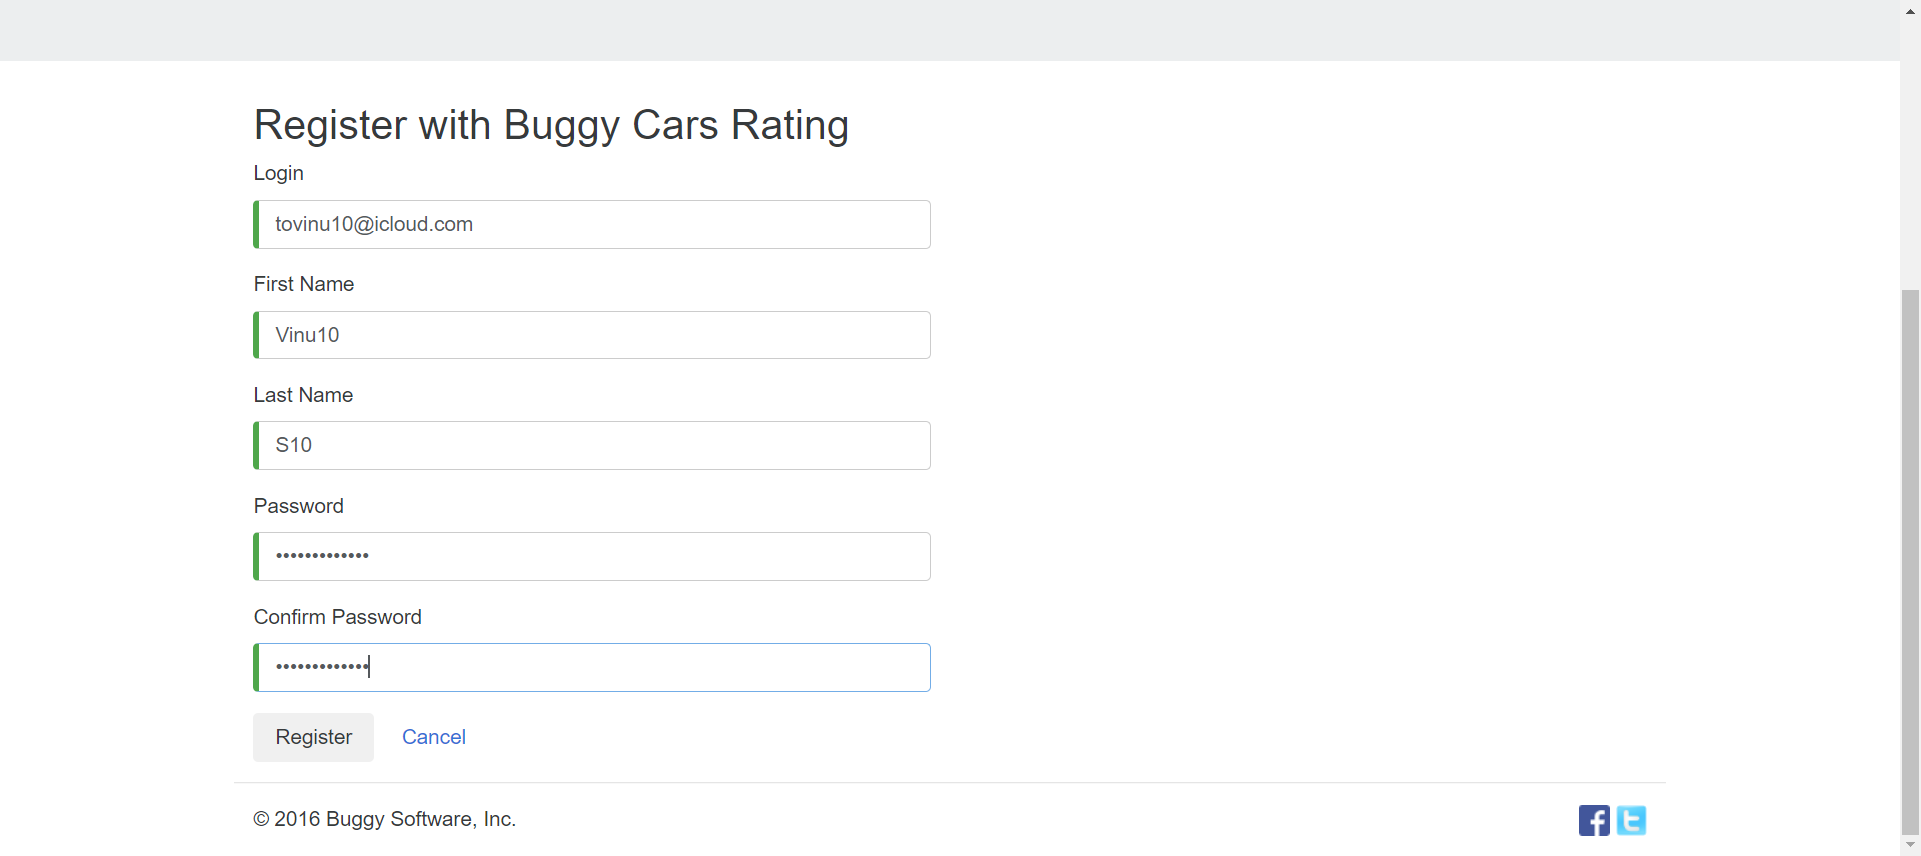 Register with Buggy Cars Rating
Login
tovinu10@icloud.com
First Name
Vinu10
Last Name
S10
Password
•••••••••••••
Confirm Password
•••••••••••••
Register Cancel
© 2016 Buggy Software, Inc.